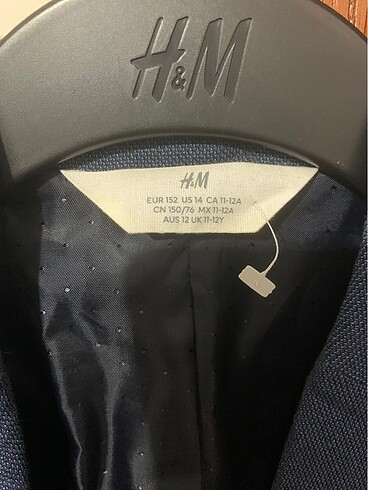 H&M
H&M
EUR 152 US 14 CA 11-12A
CN 150/76 MX 11-12A
AUS 12 UK 11-12Y